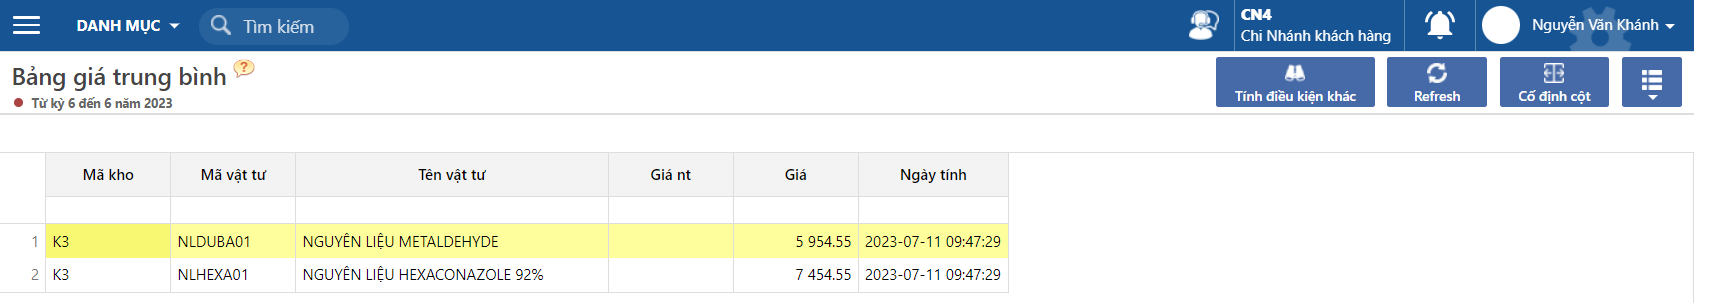 DANH MỤC
Tìm kiếm
CN4
Chi Nhánh khách hàng
Nguyễn Văn Khánh
Bảng giá trung bình ?
Từ kỳ 6 đến 6 năm 2023
Tính điều kiện khác
Refresh
Cố định cột
Mã kho Mã vật tư Tên vật tư Giá nt Giá Ngày tính
1 K3 NLDUBA01 NGUYÊN LIỆU METALDEHYDE 5 954.55 2023-07-11 09:47:29
2 K3 NLHEXA01 NGUYÊN LIỆU HEXACONAZOLE 92% 7 454.55 2023-07-11 09:47:29